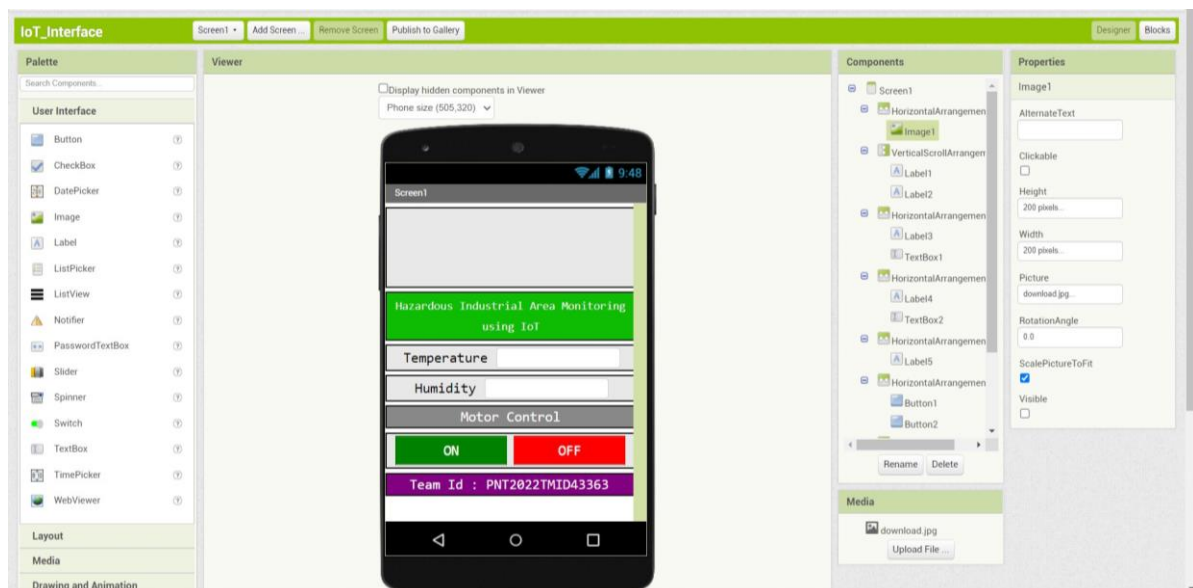 IoT_Interface
Screen1
Add Screen ...
Remove Screen
Publish to Gallery
Designer
Blocks
Palette
Search Components...
User Interface
Button
CheckBox
DatePicker
Image
Label
ListPicker
ListView
Notifier
PasswordTextBox
Slider
Spinner
Switch
TextBox
TimePicker
WebViewer
Layout
Media
Drawing and Animation
Viewer
Display hidden components in Viewer
Phone size (505,320)
9:48
Screen1
Hazardous Industrial Area Monitoring
using IoT
Temperature
Humidity
Motor Control
ON
OFF
Team Id : PNT2022TMID43363
Components
Screen1
HorizontalArrangemen
Image1
VerticalScrollArrangem
Label1
Label2
HorizontalArrangemen
Label3
TextBox1
HorizontalArrangemen
Label4
TextBox2
HorizontalArrangemen
Label5
HorizontalArrangemen
Button1
Button2
Rename
Delete
Media
download.jpg
Upload File ...
Properties
Image1
AlternateText
Clickable
Height
200 pixels...
Width
200 pixels...
Picture
download.jpg...
RotationAngle
0.0
ScalePictureToFit
Visible